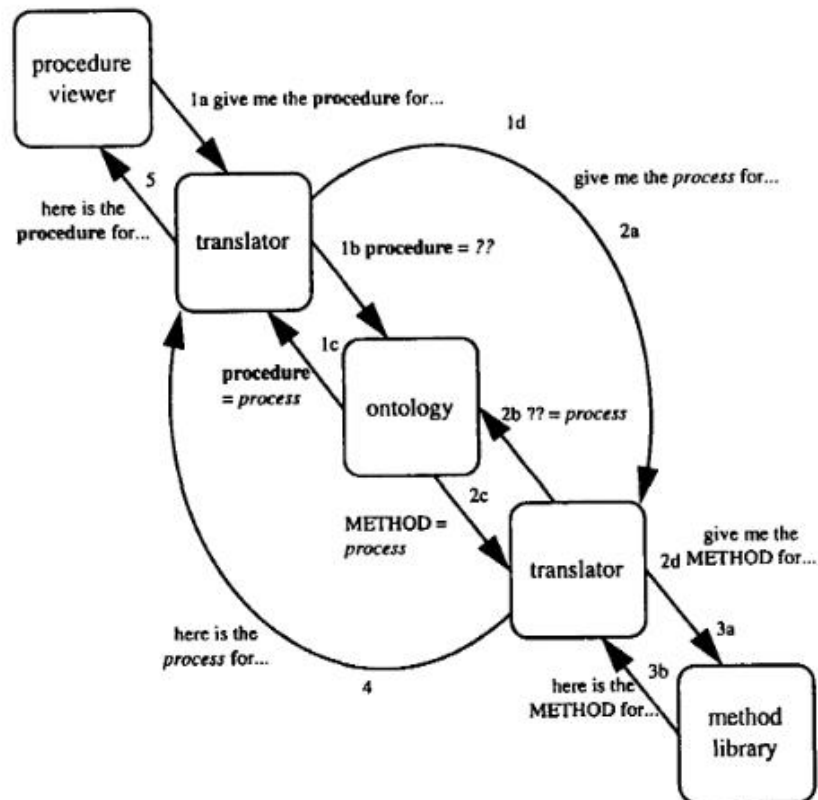 procedure
viewer
1a give me the procedure for...
1d
give me the process for...
2a
5
here is the
procedure for...
translator
1b procedure = ??
1c
procedure
= process
ontology
2b ?? = process
2c
METHOD =
process
translator
give me the
2d METHOD for...
3a
here is the
process for...
4
3b
here is the
METHOD for...
method
library